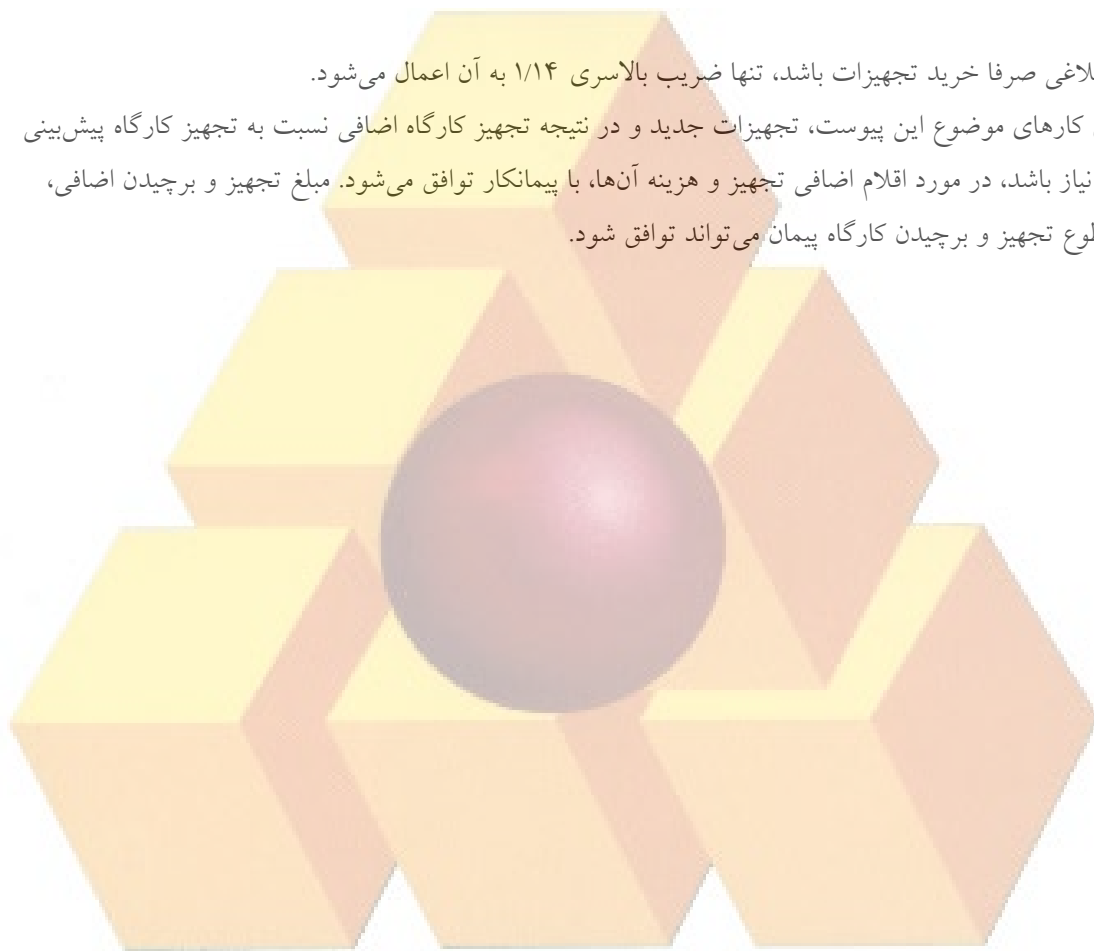 لاغی صرفا خرید تجهیزات باشد، تنها ضریب بالاسری ۱/۱۴ به آن اعمال می‌شود.
کارهای موضوع این پیوست، تجهیزات جدید و در نتیجه تجهیز کارگاه اضافی نسبت به تجهیز کارگاه پیش‌بینی
نیاز باشد، در مورد اقلام اضافی تجهیز و هزینه آن‌ها، با پیمانکار توافق می‌شود. مبلغ تجهیز و برچیدن اضافی،
طوع تجهیز و برچیدن کارگاه پیمان می‌تواند توافق شود.